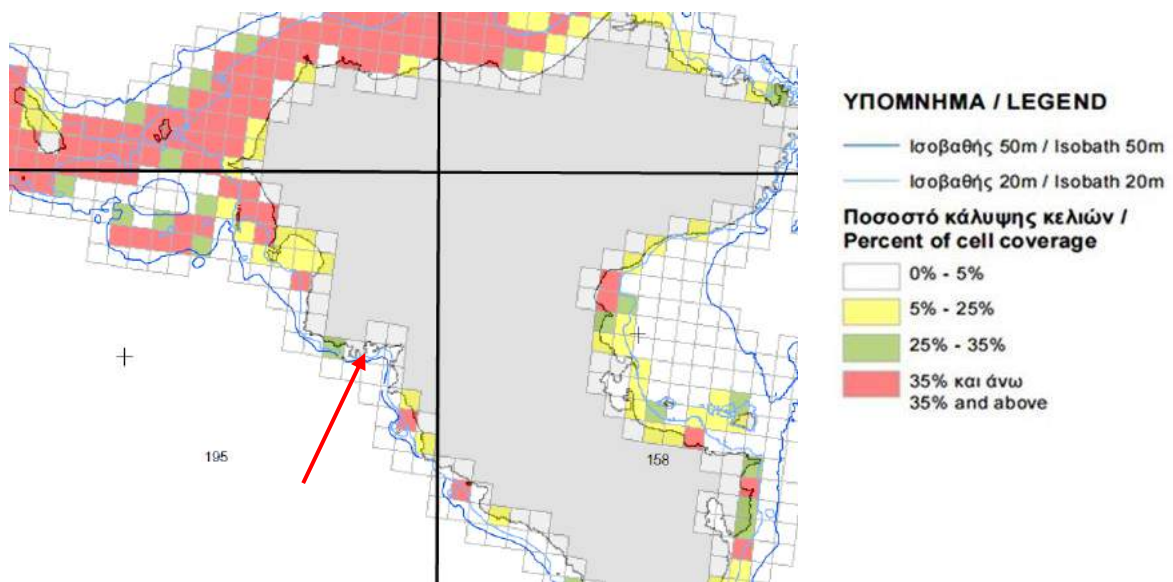 195
158
ΥΠΟΜΝΗΜΑ / LEGEND
Ισοβαθής 50m / Isobath 50m
Ισοβαθής 20m / Isobath 20m
Ποσοστό κάλυψης κελιών /
Percent of cell coverage
0% - 5%
5% - 25%
25% - 35%
35% και άνω
35% and above